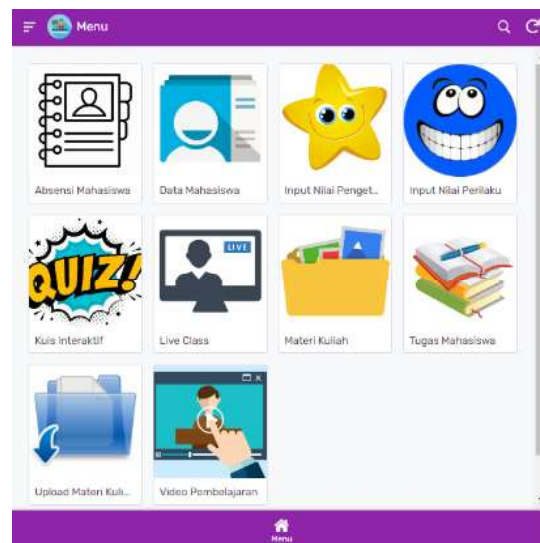 Menu
Absensi Mahasiswa
Data Mahasiswa
Input Nilai Penget...
Input Nilai Perilaku
QUIZ!
LIVE
Kuis Interaktif
Live Class
Materi Kuliah
Tugas Mahasiswa
Upload Materi Kuli...
Video Pembelajaran
Menu